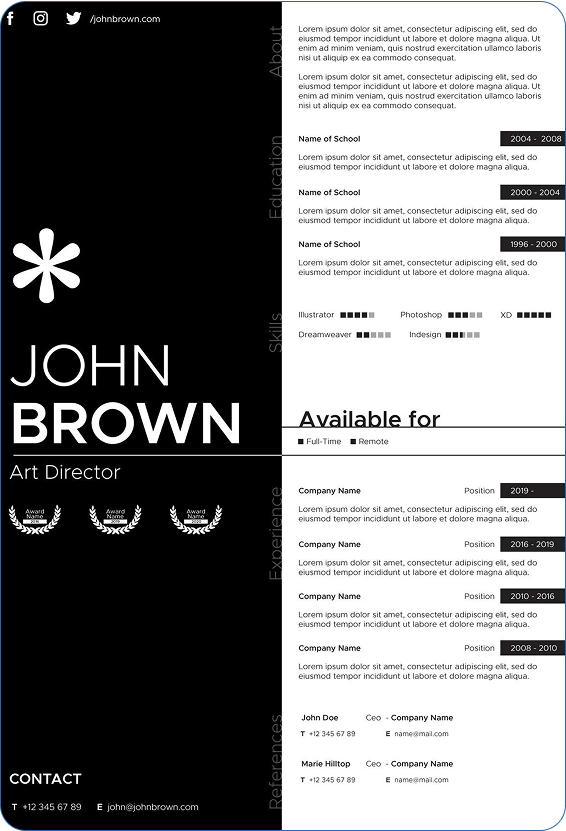 /johnbrown.com
JOHN
BROWN
Art Director
Award
Name
2018
Award
Name
2019
Award
Name
2020
CONTACT
T +12 345 67 89 E john@johnbrown.com
About
Lorem ipsum dolor sit amet, consectetur adipiscing elit, sed do
eiusmod tempor incididunt ut labore et dolore magna aliqua. Ut
enim ad minim veniam, quis nostrud exercitation ullamco laboris
nisi ut aliquip ex ea commodo consequat.
Lorem ipsum dolor sit amet, consectetur adipiscing elit, sed do
eiusmod tempor incididunt ut labore et dolore magna aliqua. Ut
enim ad minim veniam, quis nostrud exercitation ullamco laboris
nisi ut aliquip ex ea commodo consequat.
Education
Name of School 2004 - 2008
Lorem ipsum dolor sit amet, consectetur adipiscing elit, sed do
eiusmod tempor incididunt ut labore et dolore magna aliqua.
Name of School 2000 - 2004
Lorem ipsum dolor sit amet, consectetur adipiscing elit, sed do
eiusmod tempor incididunt ut labore et dolore magna aliqua.
Name of School 1996 - 2000
Lorem ipsum dolor sit amet, consectetur adipiscing elit, sed do
eiusmod tempor incididunt ut labore et dolore magna aliqua.
Skills
Illustrator Photoshop XD
Dreamweaver Indesign
Available for
Full-Time Remote
Experience
Company Name Position 2019 -
Lorem ipsum dolor sit amet, consectetur adipiscing elit, sed do
eiusmod tempor incididunt ut labore et dolore magna aliqua.
Company Name Position 2016 - 2019
Lorem ipsum dolor sit amet, consectetur adipiscing elit, sed do
eiusmod tempor incididunt ut labore et dolore magna aliqua.
Company Name Position 2010 - 2016
Lorem ipsum dolor sit amet, consectetur adipiscing elit, sed do
eiusmod tempor incididunt ut labore et dolore magna aliqua.
Company Name Position 2008 - 2010
Lorem ipsum dolor sit amet, consectetur adipiscing elit, sed do
eiusmod tempor incididunt ut labore et dolore magna aliqua.
References
John Doe Ceo - Company Name
T +12 345 67 89 E name@mail.com
Marie Hilltop Ceo - Company Name
T +12 345 67 89 E name@mail.com